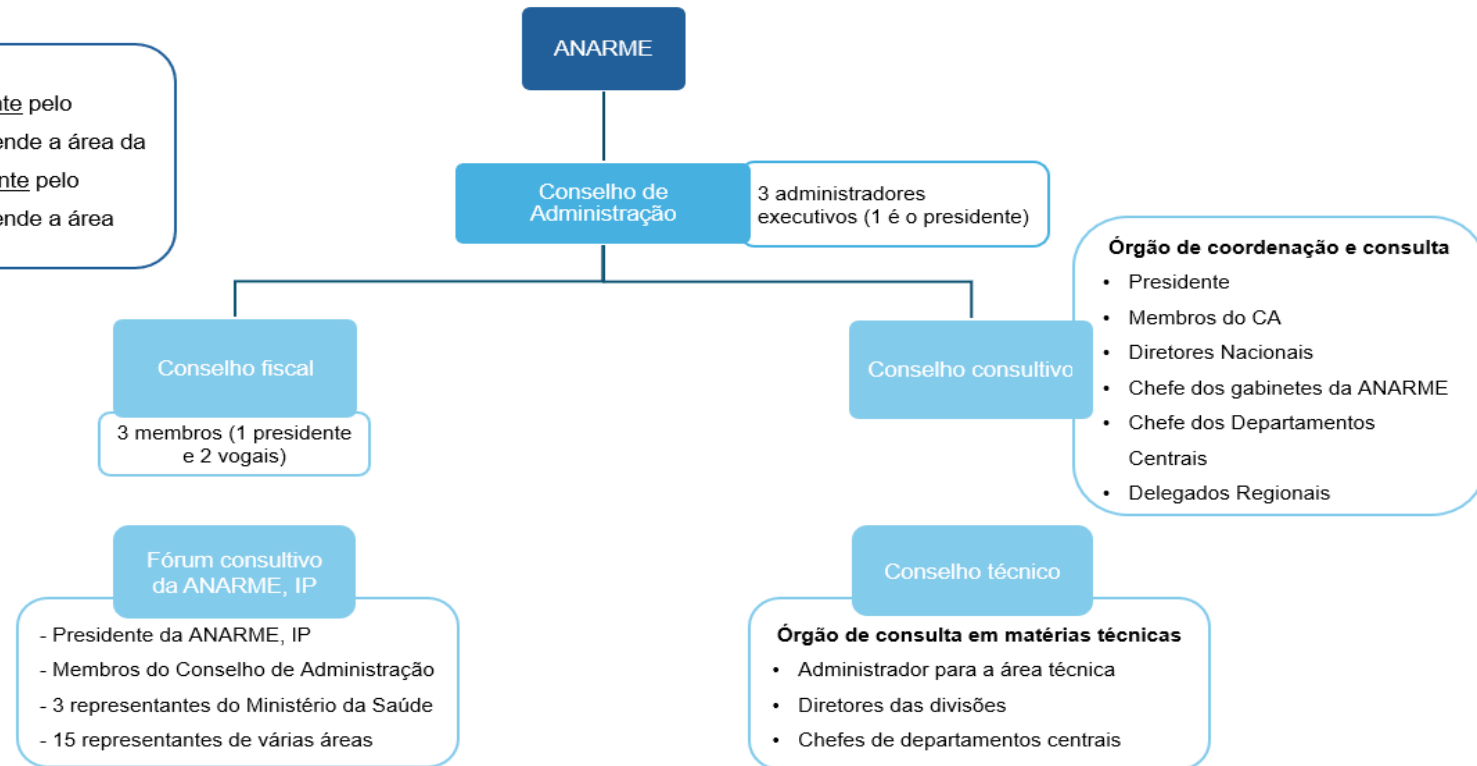 ANARME
nte pelo
ende a área da
nte pelo
ende a área
Conselho de
Administração
3 administradores
executivos (1 é o presidente)
Órgão de coordenação e consulta
• Presidente
• Membros do CA
• Diretores Nacionais
• Chefe dos gabinetes da ANARME
• Chefe dos Departamentos
Centrais
• Delegados Regionais
Conselho fiscal
3 membros (1 presidente
e 2 vogais)
Conselho consultivo
Fórum consultivo
da ANARME, IP
- Presidente da ANARME, IP
- Membros do Conselho de Administração
- 3 representantes do Ministério da Saúde
- 15 representantes de várias áreas
Conselho técnico
Órgão de consulta em matérias técnicas
• Administrador para a área técnica
• Diretores das divisões
• Chefes de departamentos centrais